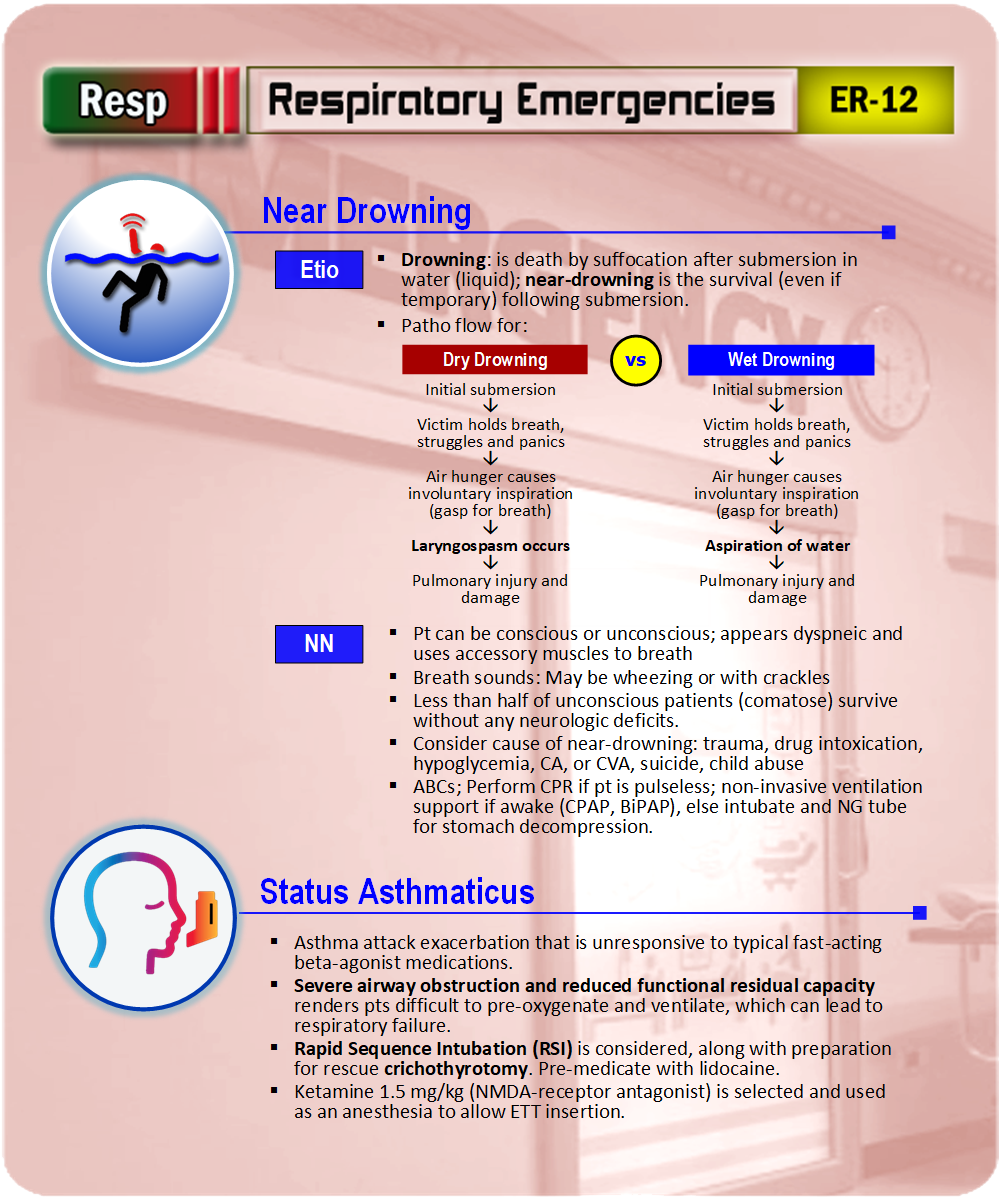 Resp
Respiratory Emergencies
ER-12
EMERGENCY
Near Drowning
Etio
▪ Drowning: is death by suffocation after submersion in
water (liquid); near-drowning is the survival (even if
temporary) following submersion.
▪ Patho flow for:
Dry Drowning
Initial submersion
↓
Victim holds breath,
struggles and panics
↓
Air hunger causes
involuntary inspiration
(gasp for breath)
↓
Laryngospasm occurs
↓
Pulmonary injury and
damage
vs
Wet Drowning
Initial submersion
↓
Victim holds breath,
struggles and panics
↓
Air hunger causes
involuntary inspiration
(gasp for breath)
↓
Aspiration of water
↓
Pulmonary injury and
damage
NN
▪ Pt can be conscious or unconscious; appears dyspneic and
uses accessory muscles to breath
▪ Breath sounds: May be wheezing or with crackles
▪ Less than half of unconscious patients (comatose) survive
without any neurologic deficits.
▪ Consider cause of near-drowning: trauma, drug intoxication,
hypoglycemia, CA, or CVA, suicide, child abuse
▪ ABCs; Perform CPR if pt is pulseless; non-invasive ventilation
support if awake (CPAP, BiPAP), else intubate and NG tube
for stomach decompression.
Status Asthmaticus
▪ Asthma attack exacerbation that is unresponsive to typical fast-acting
beta-agonist medications.
▪ Severe airway obstruction and reduced functional residual capacity
renders pts difficult to pre-oxygenate and ventilate, which can lead to
respiratory failure.
▪ Rapid Sequence Intubation (RSI) is considered, along with preparation
for rescue crichothyrotomy. Pre-medicate with lidocaine.
▪ Ketamine 1.5 mg/kg (NMDA-receptor antagonist) is selected and used
as an anesthesia to allow ETT insertion.